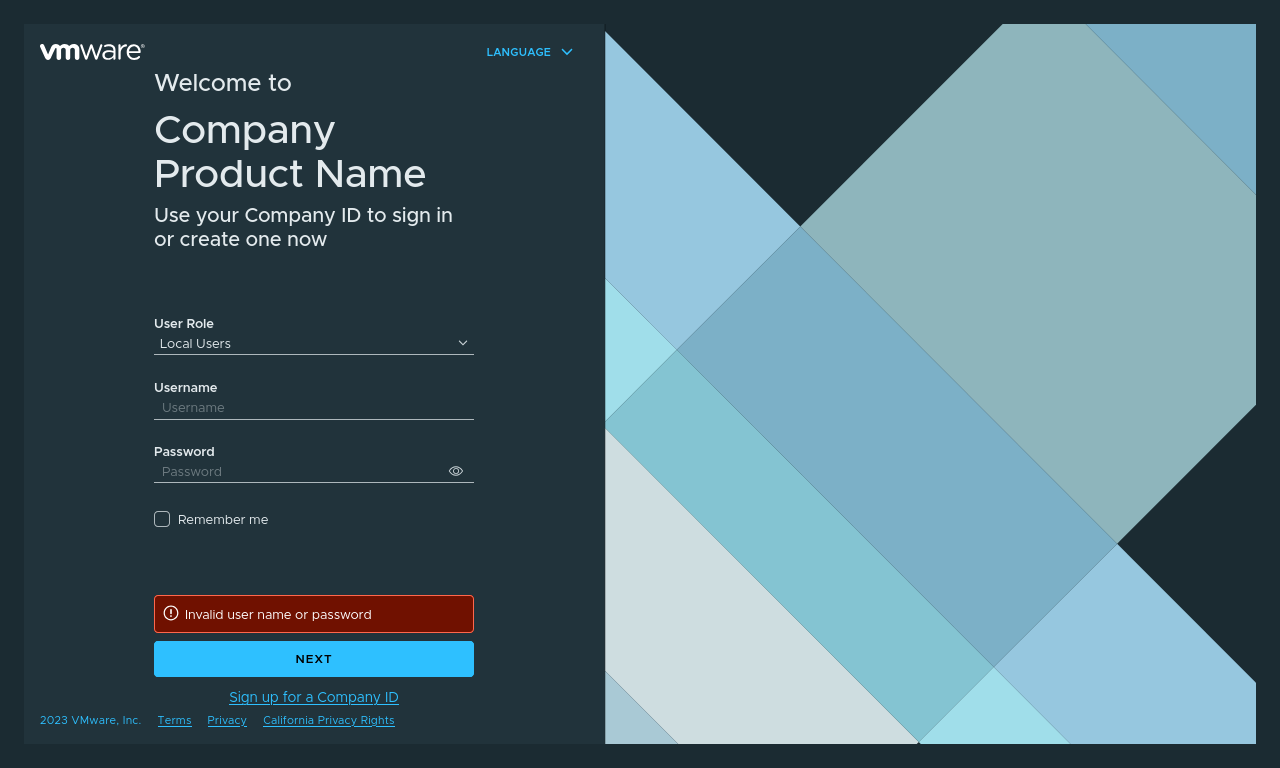 vmware®
LANGUAGE
Welcome to
Company
Product Name
Use your Company ID to sign in
or create one now
User Role
Local Users
Username
Username
Password
Password
Remember me
Invalid user name or password
NEXT
Sign up for a Company ID
2023 VMware, Inc. Terms Privacy California Privacy Rights